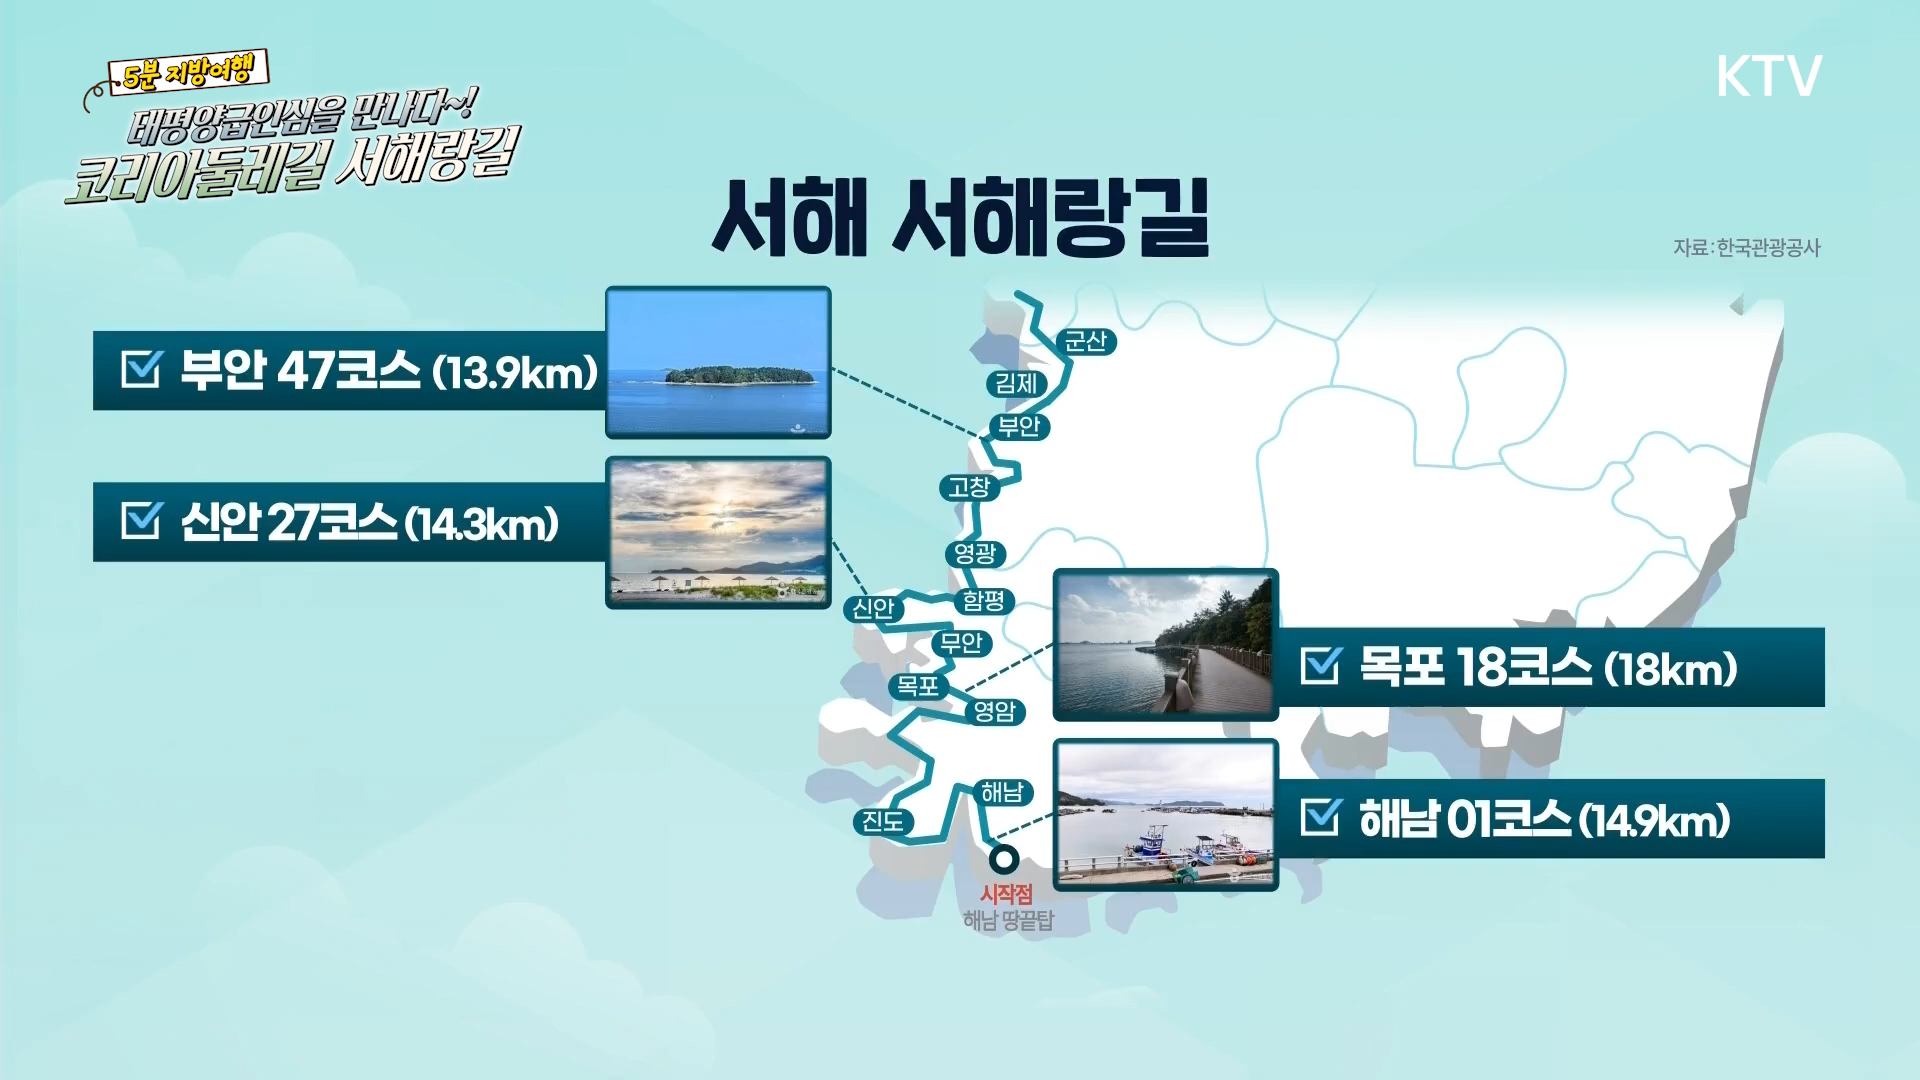 5분 지방여행
태평양급인심을 만나다~!
코리아둘레길 서해랑길
KTV
서해 서해랑길
자료:한국관광공사
부안 47코스 (13.9km)
신안 27코스 (14.3km)
군산
김제
부안
고창
영광
함평
신안
무안
목포
영암
해남
진도
시작점
해남 땅끝탑
목포 18코스 (18km)
해남 01코스 (14.9km)